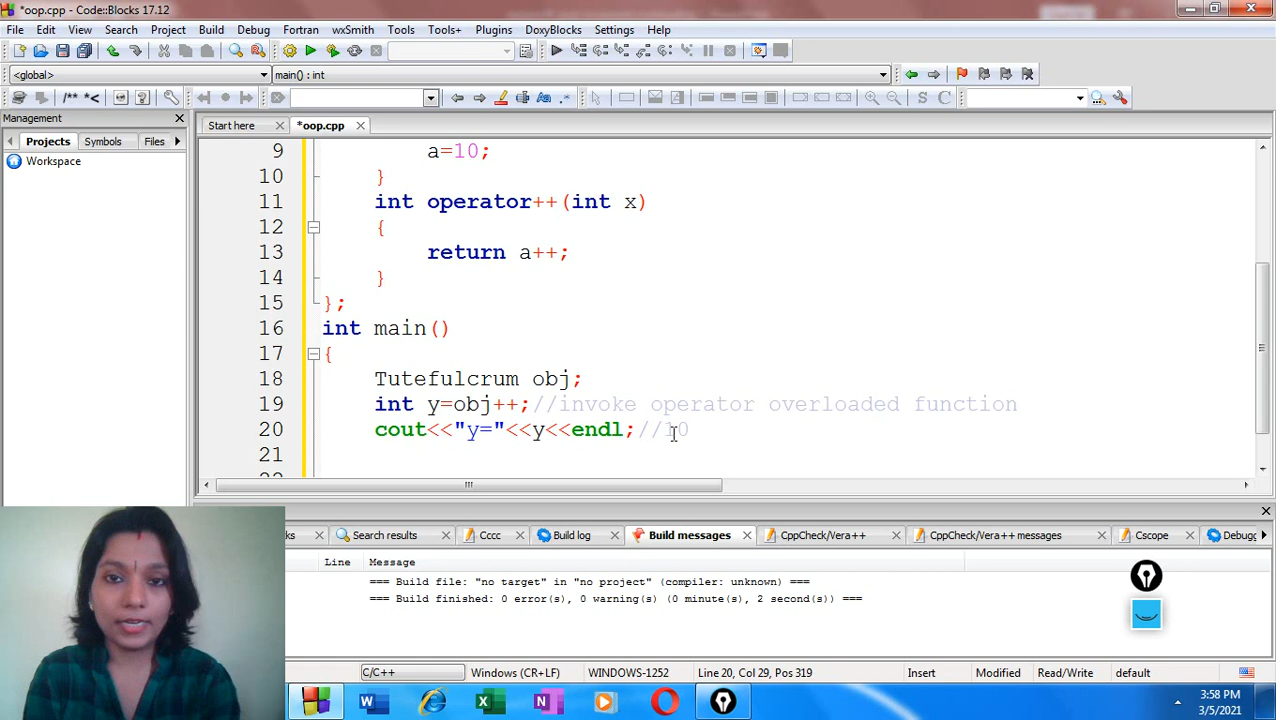 *oop.cpp - Code::Blocks 17.12
File Edit View Search Project Build Debug Fortran wxSmith Tools Tools+ Plugins DoxyBlocks Settings Help
<global> main() : int
/** *< Aa .* S C
Management
Start here *oop.cpp
Projects Symbols Files
Workspace
9 a=10;
10 }
11 int operator++(int x)
12 {
13 return a++;
14 }
15 };
16 int main()
17 {
18 Tutefulcrum obj;
19 int y=obj++;//invoke operator overloaded function
20 cout<<"y="<<y<<endl;//10
21
Search results Cccc Build log Build messages CppCheck/Vera++ CppCheck/Vera++ messages Cscope
Line Message
=== Build file: "no target" in "no project" (compiler: unknown) ===
=== Build finished: 0 error(s), 0 warning(s) (0 minute(s), 2 second(s)) ===
C/C++ Windows (CR+LF) WINDOWS-1252 Line 20, Col 29, Pos 319 Insert Modified Read/Write default
3:58 PM
3/5/2021